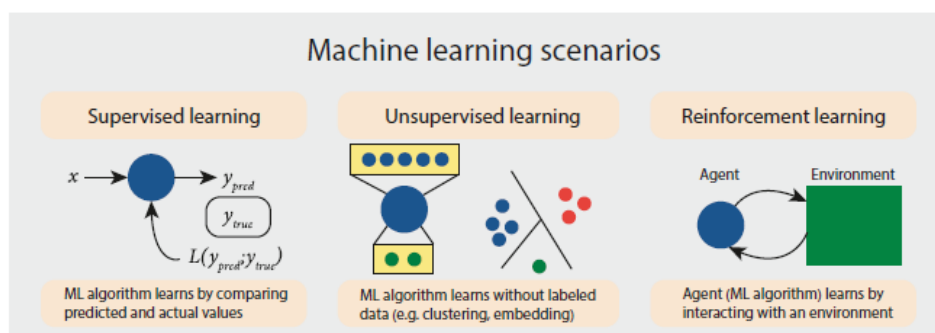 Machine learning scenarios
Supervised learning
x
y_pred
y_true
L(y_pred, y_true)
ML algorithm learns by comparing
predicted and actual values
Unsupervised learning
ML algorithm learns without labeled
data (e.g. clustering, embedding)
Reinforcement learning
Agent
Environment
Agent (ML algorithm) learns by
interacting with an environment